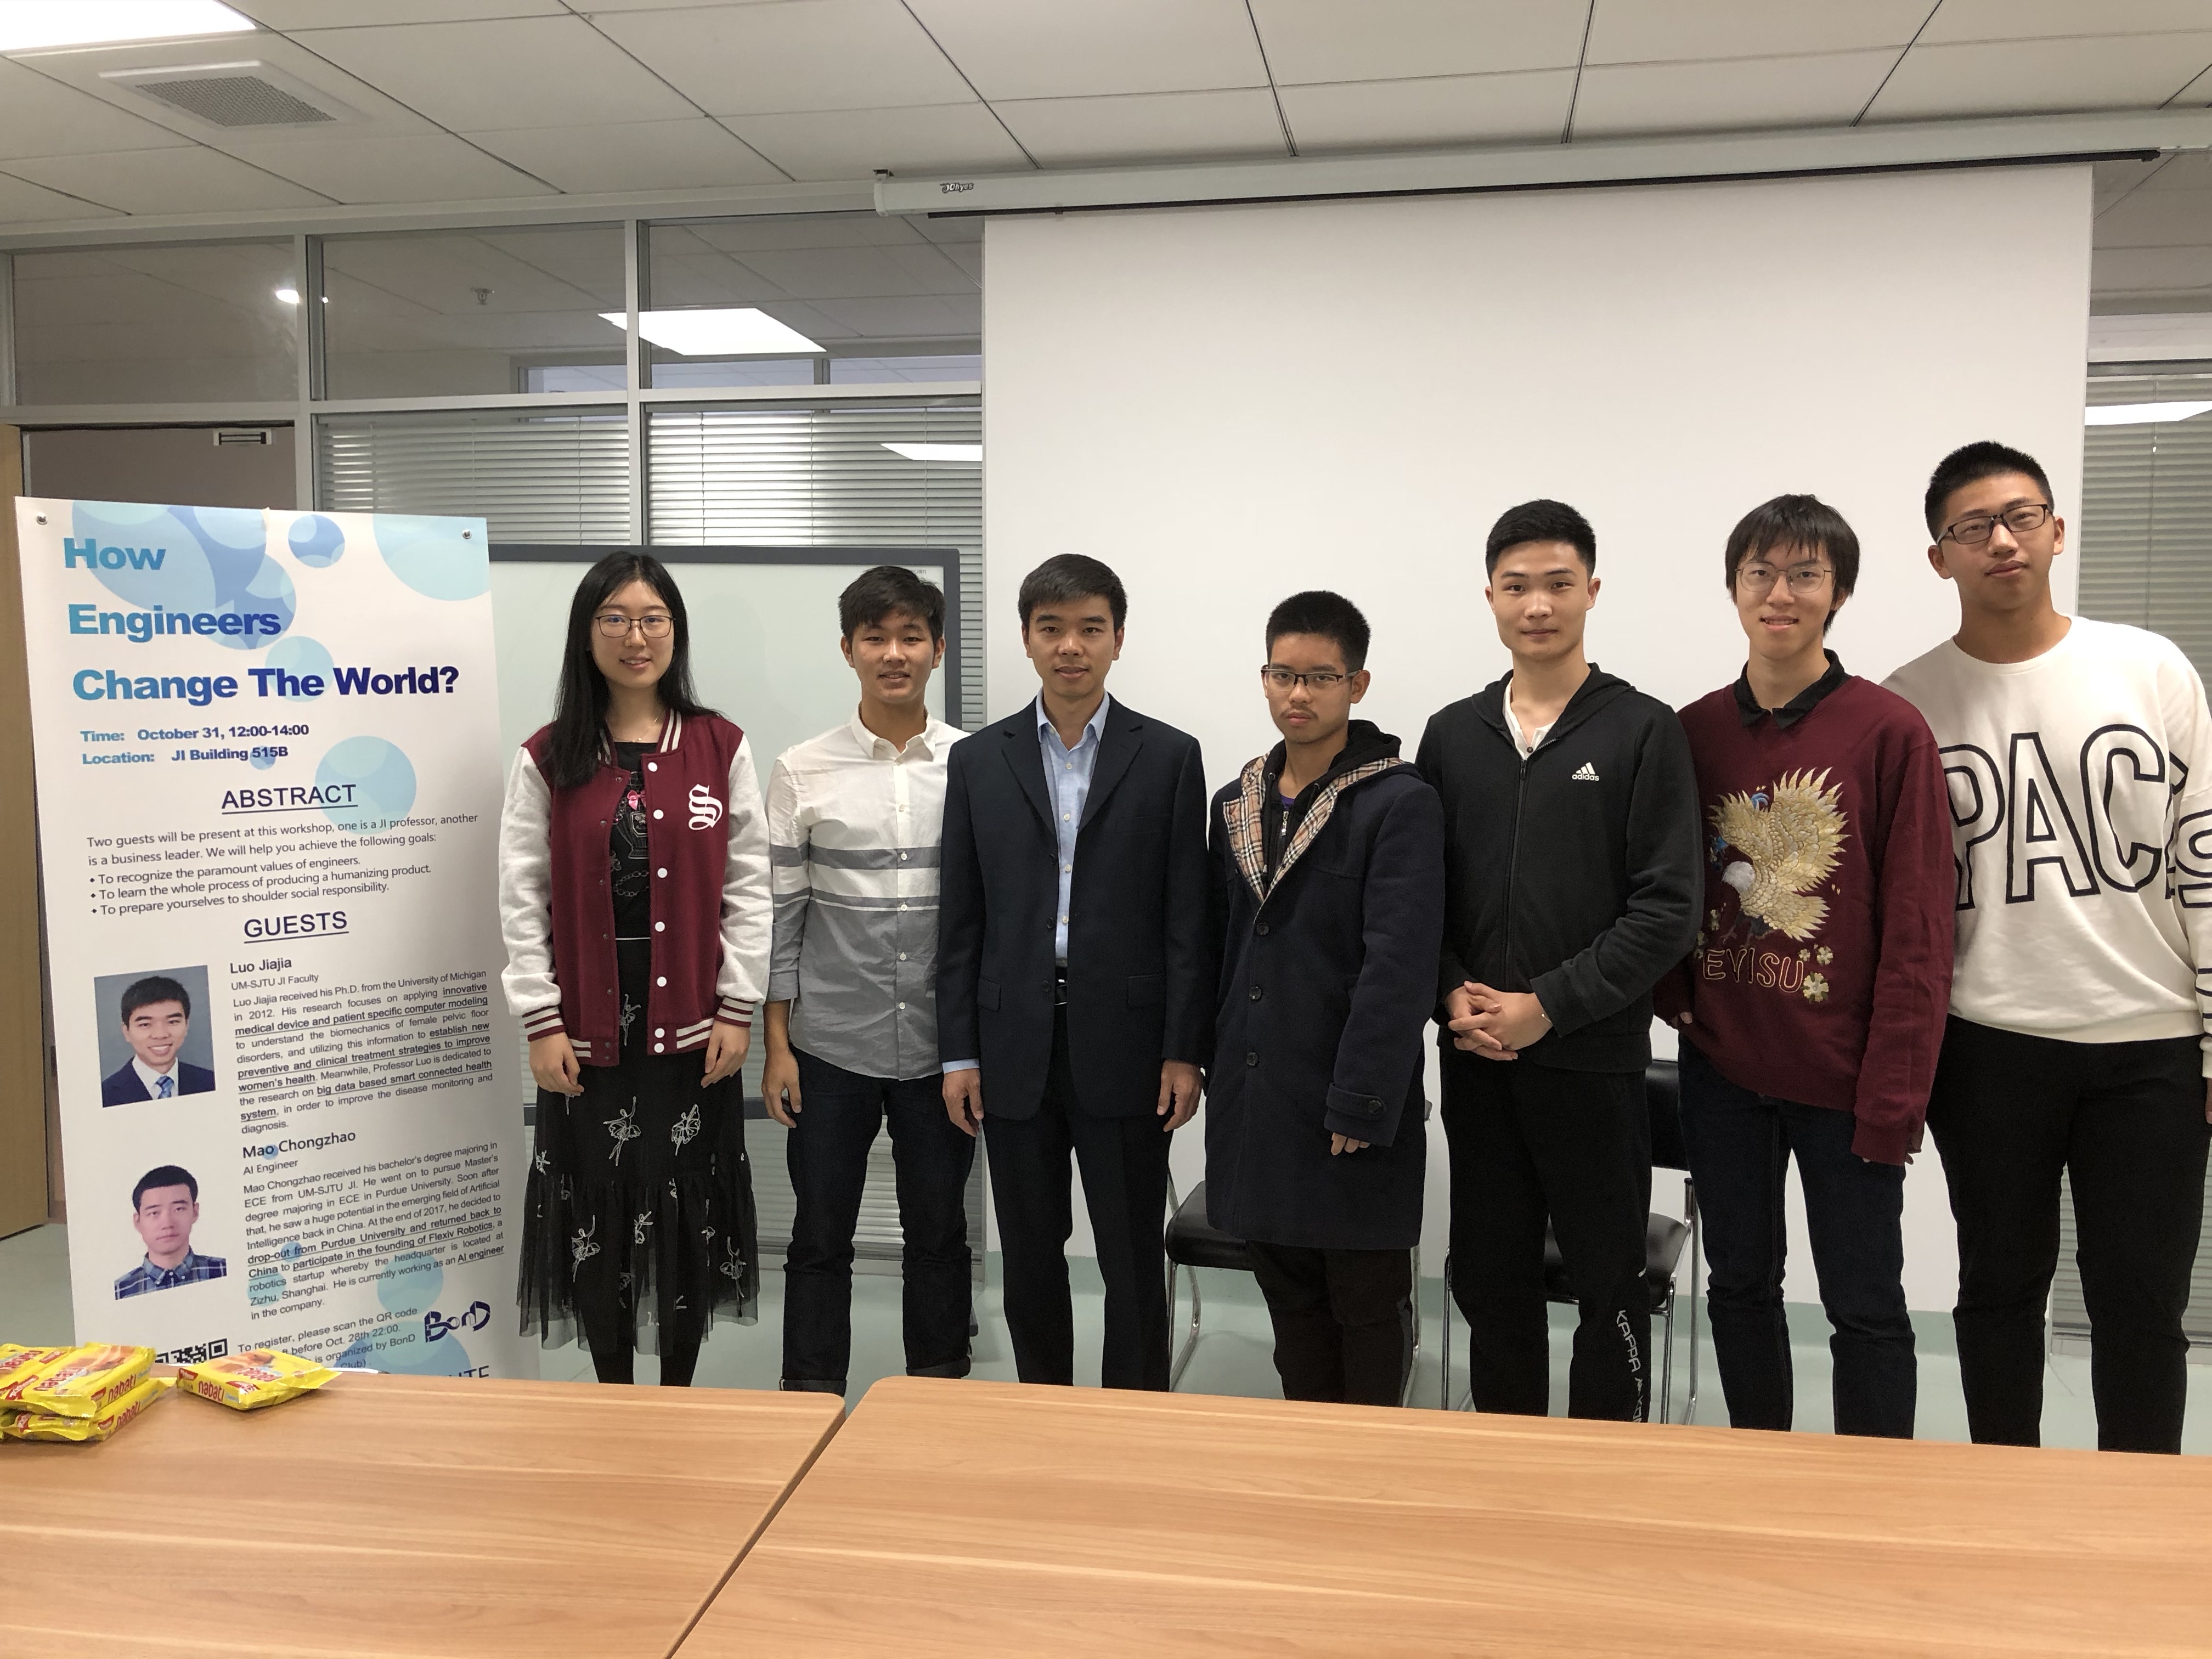 How
Engineers
Change The World?
Time: October 31, 12:00-14:00
Location: JI Building 515B
ABSTRACT
Two guests will be present at this workshop, one is a JI professor, another
is a business leader. We will help you achieve the following goals:
• To recognize the paramount values of engineers.
• To learn the whole process of producing a humanizing product.
• To prepare yourselves to shoulder social responsibility.
GUESTS
Luo Jiajia
UM-SJTU JI Faculty
Luo Jiajia received his Ph.D. from the University of Michigan
in 2012. His research focuses on applying innovative
medical device and patient specific computer modeling
to understand the biomechanics of female pelvic floor
disorders, and utilizing this information to establish new
preventive and clinical treatment strategies to improve
women's health. Meanwhile, Professor Luo is dedicated to
the research on big data based smart connected health
system, in order to improve the disease monitoring and
diagnosis.
Mao Chongzhao
AI Engineer
Mao Chongzhao received his bachelor's degree majoring in
ECE from UM-SJTU JI. He went on to pursue Master's
degree majoring in ECE in Purdue University. Soon after
that, he saw a huge potential in the emerging field of Artificial
Intelligence back in China. At the end of 2017, he decided to
drop-out from Purdue University and returned back to
China to participate in the founding of Flexiv Robotics, a
robotics startup whereby the headquarter is located at
Zizhu, Shanghai. He is currently working as an AI engineer
in the company.
To register, please scan the QR code
before Oct. 28th 22:00.
is organized by BonD
Club)
BonD
nabati
nabati
nabati
JOhyes
S
adidas
EVISU
PAC
KAPPA